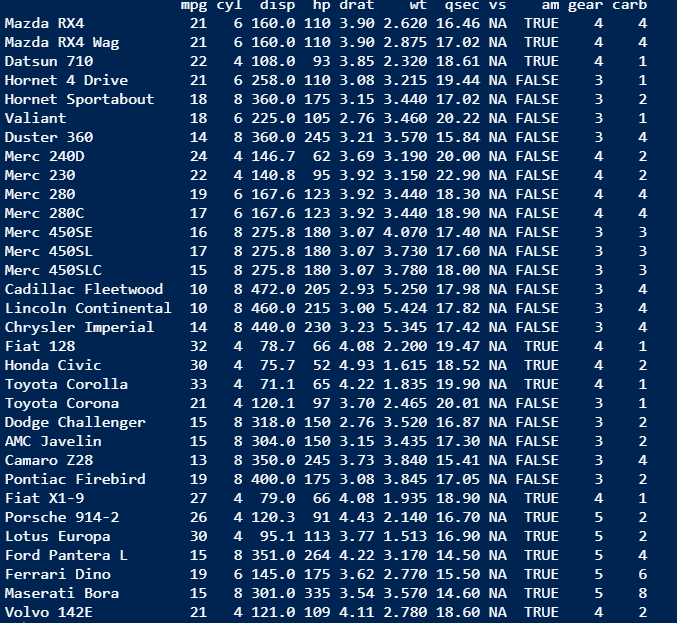 mpg cyl disp hp drat wt qsec vs am gear carb
Mazda RX4 21 6 160.0 110 3.90 2.620 16.46 NA TRUE 4 4
Mazda RX4 Wag 21 6 160.0 110 3.90 2.875 17.02 NA TRUE 4 4
Datsun 710 22 4 108.0 93 3.85 2.320 18.61 NA TRUE 4 1
Hornet 4 Drive 21 6 258.0 110 3.08 3.215 19.44 NA FALSE 3 1
Hornet Sportabout 18 8 360.0 175 3.15 3.440 17.02 NA FALSE 3 2
Valiant 18 6 225.0 105 2.76 3.460 20.22 NA FALSE 3 1
Duster 360 14 8 360.0 245 3.21 3.570 15.84 NA FALSE 3 4
Merc 240D 24 4 146.7 62 3.69 3.190 20.00 NA FALSE 4 2
Merc 230 22 4 140.8 95 3.92 3.150 22.90 NA FALSE 4 2
Merc 280 19 6 167.6 123 3.92 3.440 18.30 NA FALSE 4 4
Merc 280C 17 6 167.6 123 3.92 3.440 18.90 NA FALSE 4 4
Merc 450SE 16 8 275.8 180 3.07 4.070 17.40 NA FALSE 3 3
Merc 450SL 17 8 275.8 180 3.07 3.730 17.60 NA FALSE 3 3
Merc 450SLC 15 8 275.8 180 3.07 3.780 18.00 NA FALSE 3 3
Cadillac Fleetwood 10 8 472.0 205 2.93 5.250 17.98 NA FALSE 3 4
Lincoln Continental 10 8 460.0 215 3.00 5.424 17.82 NA FALSE 3 4
Chrysler Imperial 14 8 440.0 230 3.23 5.345 17.42 NA FALSE 3 4
Fiat 128 32 4 78.7 66 4.08 2.200 19.47 NA TRUE 4 1
Honda Civic 30 4 75.7 52 4.93 1.615 18.52 NA TRUE 4 2
Toyota Corolla 33 4 71.1 65 4.22 1.835 19.90 NA TRUE 4 1
Toyota Corona 21 4 120.1 97 3.70 2.465 20.01 NA FALSE 3 1
Dodge Challenger 15 8 318.0 150 2.76 3.520 16.87 NA FALSE 3 2
AMC Javelin 15 8 304.0 150 3.15 3.435 17.30 NA FALSE 3 2
Camaro Z28 13 8 350.0 245 3.73 3.840 15.41 NA FALSE 3 4
Pontiac Firebird 19 8 400.0 175 3.08 3.845 17.05 NA FALSE 3 2
Fiat X1-9 27 4 79.0 66 4.08 1.935 18.90 NA TRUE 4 1
Porsche 914-2 26 4 120.3 91 4.43 2.140 16.70 NA TRUE 5 2
Lotus Europa 30 4 95.1 113 3.77 1.513 16.90 NA TRUE 5 2
Ford Pantera L 15 8 351.0 264 4.22 3.170 14.50 NA TRUE 5 4
Ferrari Dino 19 6 145.0 175 3.62 2.770 15.50 NA TRUE 5 6
Maserati Bora 15 8 301.0 335 3.54 3.570 14.60 NA TRUE 5 8
Volvo 142E 21 4 121.0 109 4.11 2.780 18.60 NA TRUE 4 2